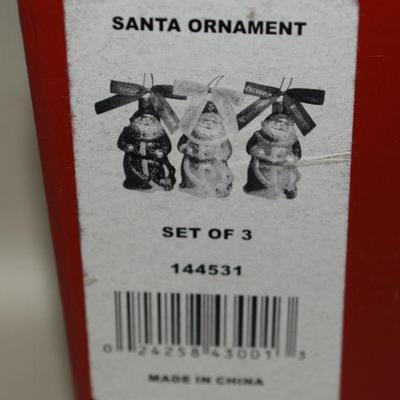 SANTA ORNAMENT
SET OF 3
144531
0 24258 43001 3
MADE IN CHINA